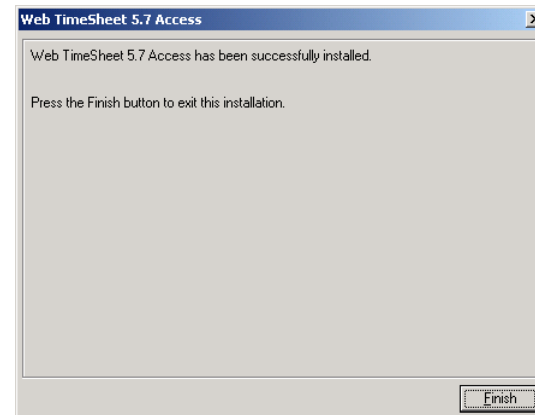 Web TimeSheet 5.7 Access
Web TimeSheet 5.7 Access has been successfully installed.
Press the Finish button to exit this installation.
Finish